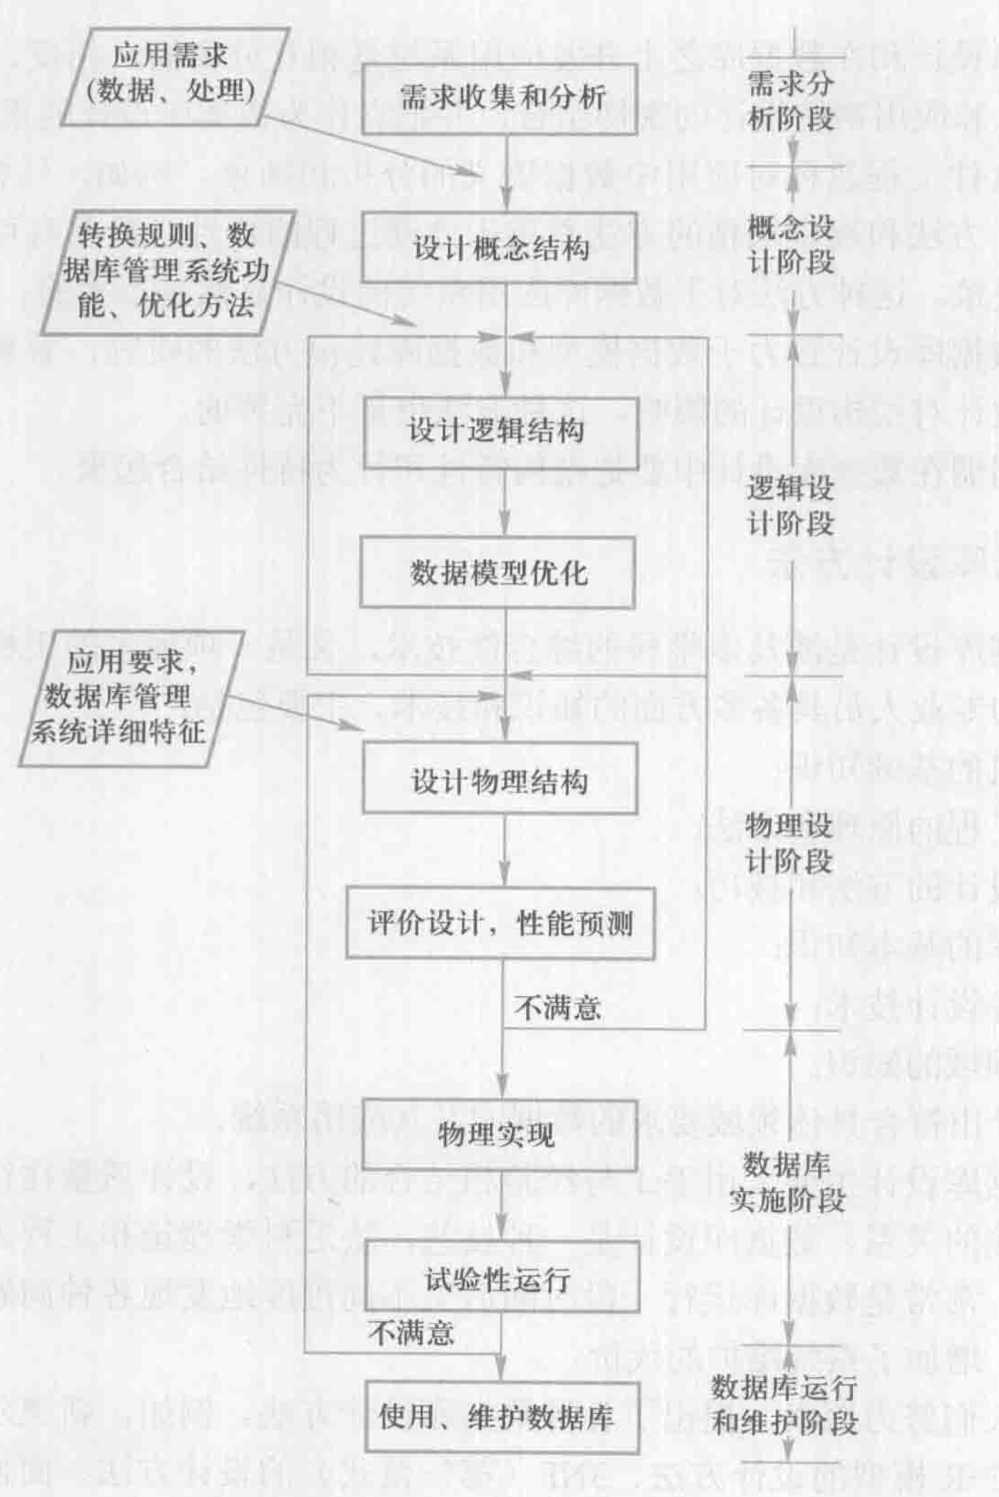 应用需求
(数据、处理)
需求收集和分析
需求分
析阶段
转换规则、数
据库管理系统功
能、优化方法
设计概念结构
概念设
计阶段
设计逻辑结构
数据模型优化
逻辑设
计阶段
应用要求，
数据库管理
系统详细特征
设计物理结构
评价设计，性能预测
不满意
物理设
计阶段
物理实现
试验性运行
不满意
数据库
实施阶段
使用、维护数据库
数据库运行
和维护阶段